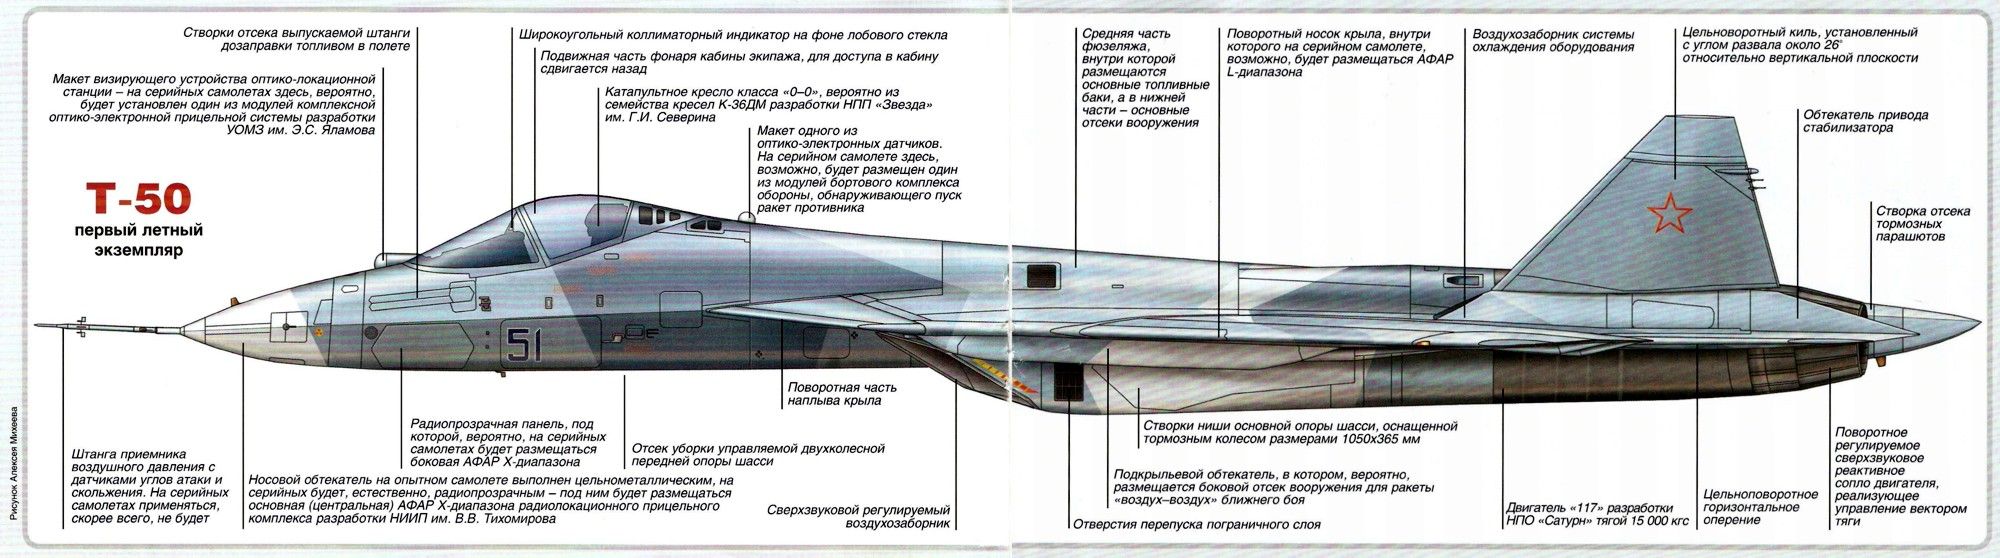 Створки отсека выпускаемой штанги
дозаправки топливом в полете
Макет визирующего устройства оптико-локационной
станции – на серийных самолетах здесь, вероятно,
будет установлен один из модулей комплексной
оптико-электронной прицельной системы разработки
УОМЗ им. Э.С. Яламова
Т-50
первый летный
экземпляр
Широкоугольный коллиматорный индикатор на фоне лобового стекла
Подвижная часть фонаря кабины экипажа, для доступа в кабину
сдвигается назад
Катапультное кресло класса «0–0», вероятно из
семейства кресел К-36ДМ разработки НПП «Звезда»
им. Г.И. Северина
Макет одного из
оптико-электронных датчиков.
На серийном самолете здесь,
возможно, будет размещен один
из модулей бортового комплекса
обороны, обнаруживающего пуск
ракет противника
Средняя часть
фюзеляжа,
внутри которой
размещаются
основные топливные
баки, а в нижней
части – основные
отсеки вооружения
Поворотный носок крыла, внутри
которого на серийном самолете,
возможно, будет размещаться АФАР
L-диапазона
Воздухозаборник системы
охлаждения оборудования
Цельноворотный киль, установленный
с углом развала около 26°
относительно вертикальной плоскости
Обтекатель привода
стабилизатора
Створка отсека
тормозных
парашютов
51
Рисунок Алексея Михеева
Штанга приемника
воздушного давления с
датчиками углов атаки и
скольжения. На серийных
самолетах применяться,
скорее всего, не будет
Носовой обтекатель на опытном самолете выполнен цельнометаллическим, на
серийных будет, естественно, радиопрозрачным – под ним будет размещаться
основная (центральная) АФАР Х-диапазона радиолокационного прицельного
комплекса разработки НИИП им. В.В. Тихомирова
Радиопрозрачная панель, под
которой, вероятно, на серийных
самолетах будет размещаться
боковая АФАР Х-диапазона
Отсек уборки управляемой двухколесной
передней опоры шасси
Поворотная часть
наплыва крыла
Сверхзвуковой регулируемый
воздухозаборник
Створки ниши основной опоры шасси, оснащенной
тормозным колесом размерами 1050х365 мм
Подкрыльевой обтекатель, в котором, вероятно,
размещается боковой отсек вооружения для ракеты
«воздух–воздух» ближнего боя
Отверстия перепуска пограничного слоя
Двигатель «117» разработки
НПО «Сатурн» тягой 15 000 кгс
Цельноповоротное
горизонтальное
оперение
Поворотное
регулируемое
сверхзвуковое
реактивное
сопло двигателя,
реализующее
управление вектором
тяги